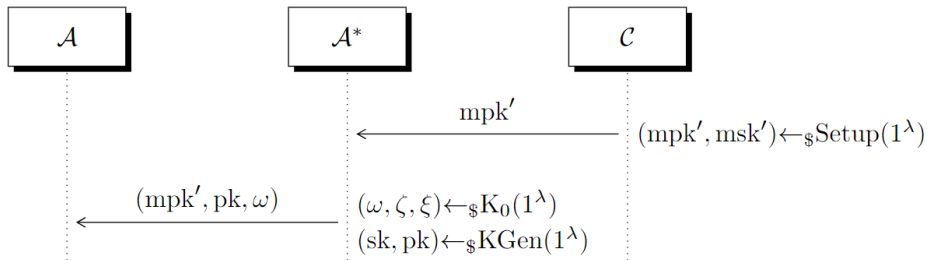 𝒜 𝒜* 𝒞
mpk′
(mpk′, msk′)←$Setup(1^λ)
(mpk′, pk, ω)
(ω, ζ, ξ)←$K₀(1^λ)
(sk, pk)←$KGen(1^λ)